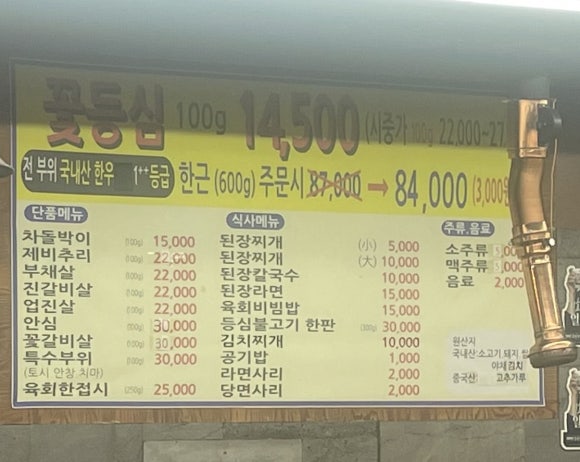 꽃등심 100g 14,500 (시중가 100g 22,000~27
전 부위 국내산 한우 1++등급 한근 (600g) 주문시 87,000 → 84,000 (3,000
단품메뉴
차돌박이 (100g) 15,000
제비추리 (100g) 22,000
부채살 (100g) 22,000
진갈비살 (100g) 22,000
업진살 (100g) 22,000
안심 (100g) 30,000
꽃갈비살 (100g) 30,000
특수부위 (100g) 30,000
(토시 안창 치마)
육회한접시 (250g) 25,000
식사메뉴
된장찌개 (小) 5,000
된장찌개 (大) 10,000
된장칼국수 10,000
된장라면 15,000
육회비빔밥 15,000
등심불고기 한판 (300g) 30,000
김치찌개 10,000
공기밥 1,000
라면사리 2,000
당면사리 2,000
주류.음료
소주류 5,000
맥주류 5,000
음료 2,000
원산지
국내산:소고기 돼지 쌀
야채김치
중국산: 고추가루